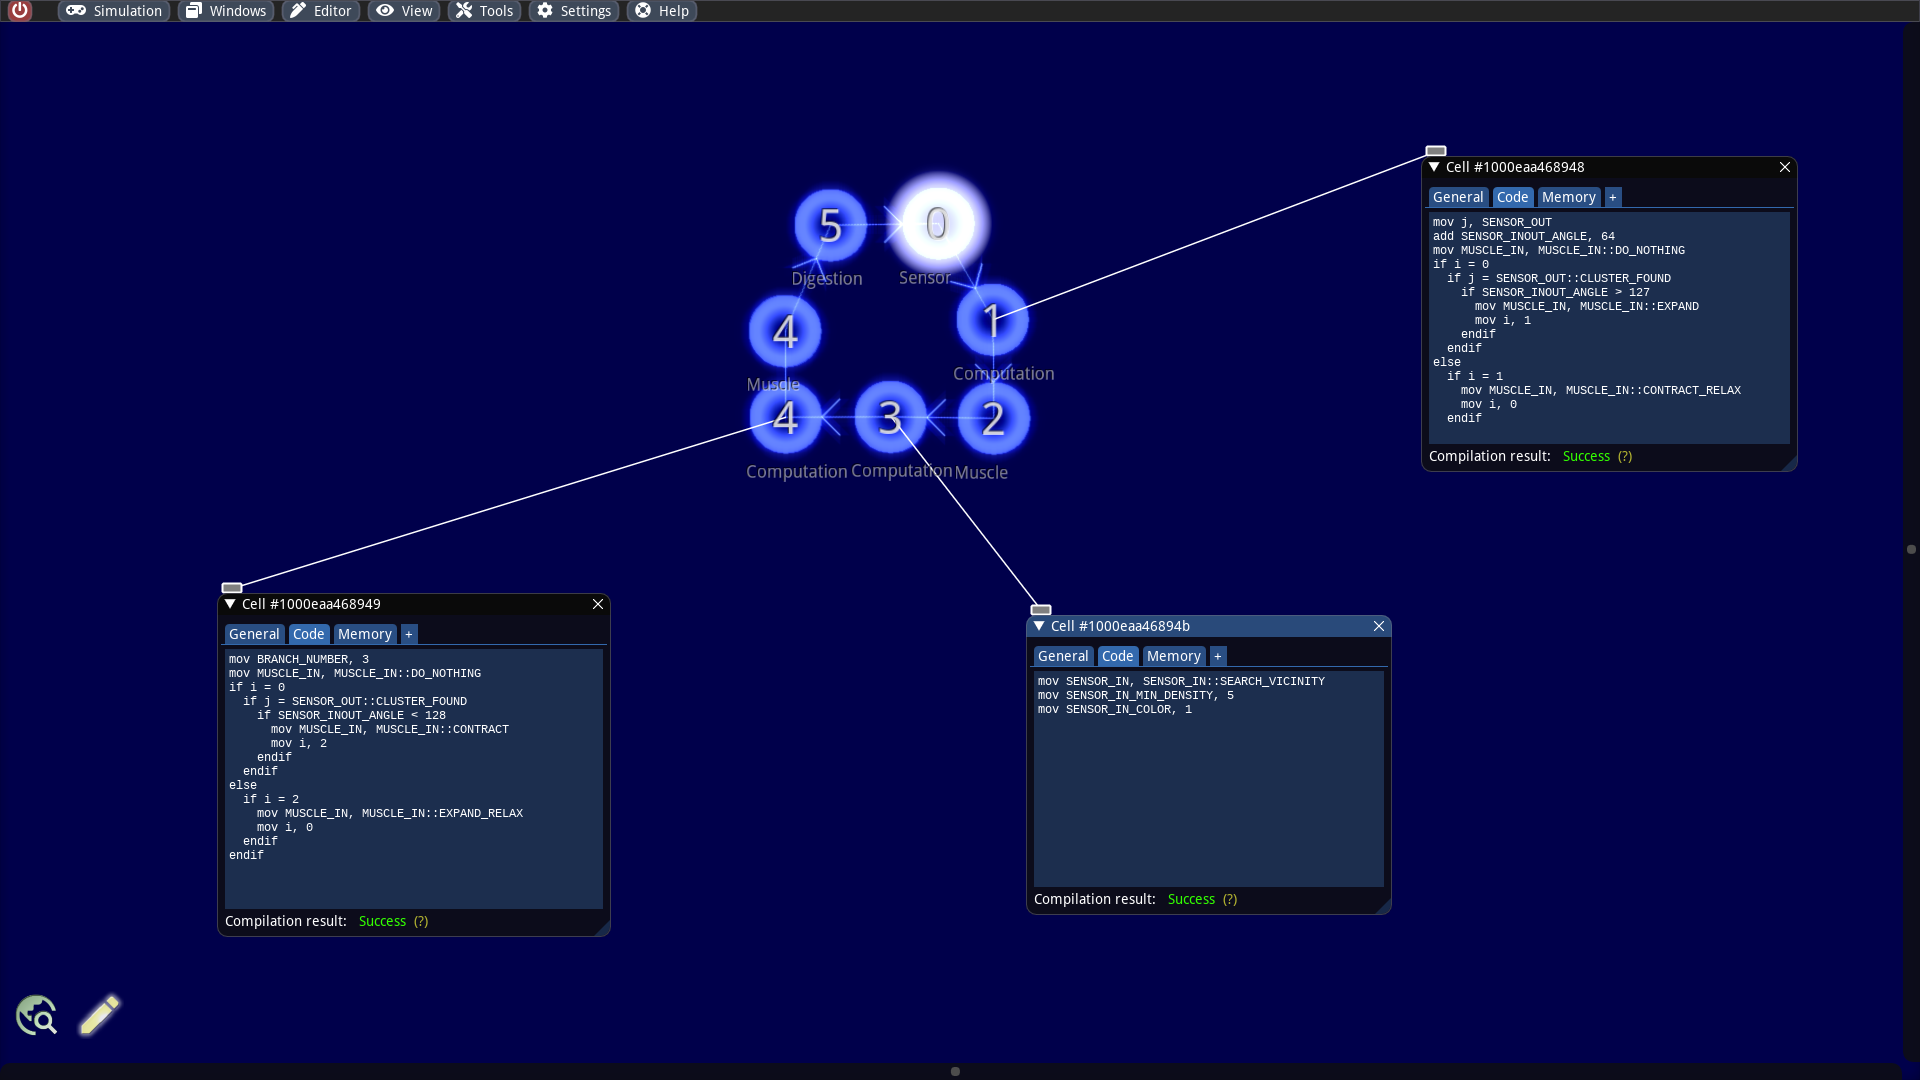 Simulation Windows Editor View Tools Settings Help
5 0
Digestion Sensor
4 1
Muscle Computation
4 3 2
Computation Computation Muscle
Cell #1000eaa468948
General Code Memory +
mov j, SENSOR_OUT
add SENSOR_INOUT_ANGLE, 64
mov MUSCLE_IN, MUSCLE_IN::DO_NOTHING
if i = 0
  if j = SENSOR_OUT::CLUSTER_FOUND
    if SENSOR_INOUT_ANGLE > 127
      mov MUSCLE_IN, MUSCLE_IN::EXPAND
      mov i, 1
    endif
  endif
else
  if i = 1
    mov MUSCLE_IN, MUSCLE_IN::CONTRACT_RELAX
    mov i, 0
  endif
Compilation result: Success (?)
Cell #1000eaa468949
General Code Memory +
mov BRANCH_NUMBER, 3
mov MUSCLE_IN, MUSCLE_IN::DO_NOTHING
if i = 0
  if j = SENSOR_OUT::CLUSTER_FOUND
    if SENSOR_INOUT_ANGLE < 128
      mov MUSCLE_IN, MUSCLE_IN::CONTRACT
      mov i, 2
    endif
  endif
else
  if i = 2
    mov MUSCLE_IN, MUSCLE_IN::EXPAND_RELAX
    mov i, 0
  endif
endif
Compilation result: Success (?)
Cell #1000eaa46894b
General Code Memory +
mov SENSOR_IN, SENSOR_IN::SEARCH_VICINITY
mov SENSOR_IN_MIN_DENSITY, 5
mov SENSOR_IN_COLOR, 1
Compilation result: Success (?)